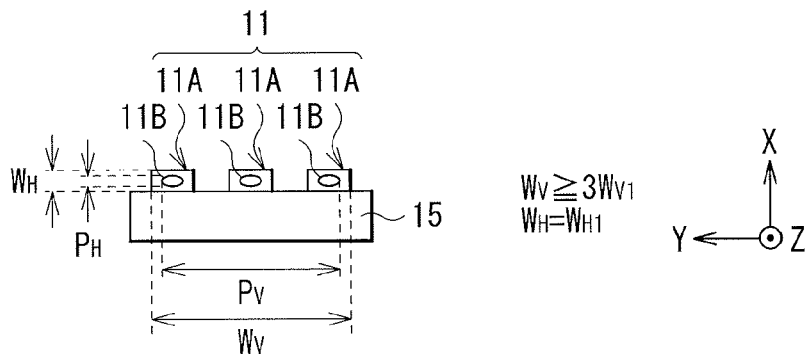 11
11A 11A 11A
11B 11B 11B
WH
PH
15
PV
WV
WV≧3WV1
WH=WH1
X
Y
Z